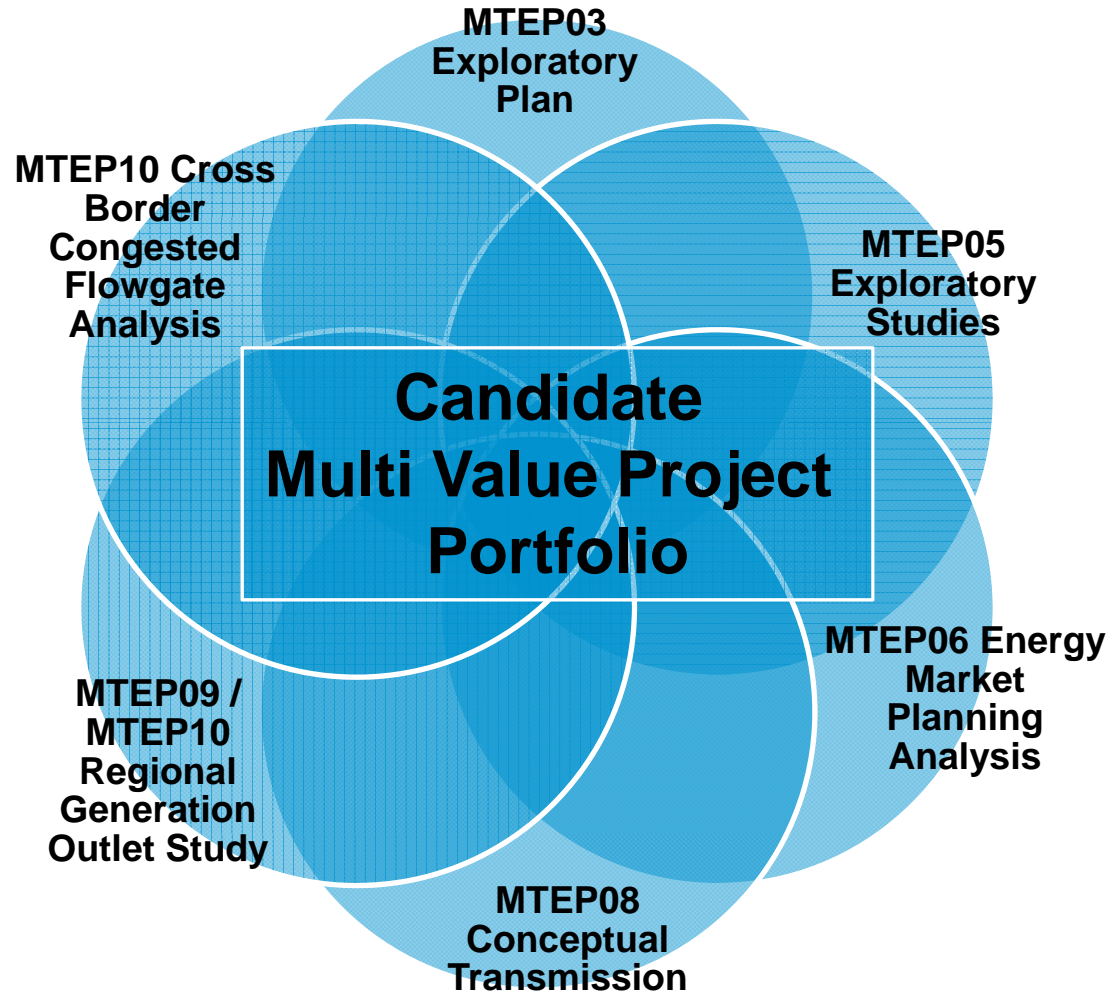 MTEP03
Exploratory
Plan
MTEP10 Cross
Border
Congested
Flowgate
Analysis
MTEP05
Exploratory
Studies
Candidate
Multi Value Project
Portfolio
MTEP06 Energy
Market
Planning
Analysis
MTEP09 /
MTEP10
Regional
Generation
Outlet Study
MTEP08
Conceptual
Transmission